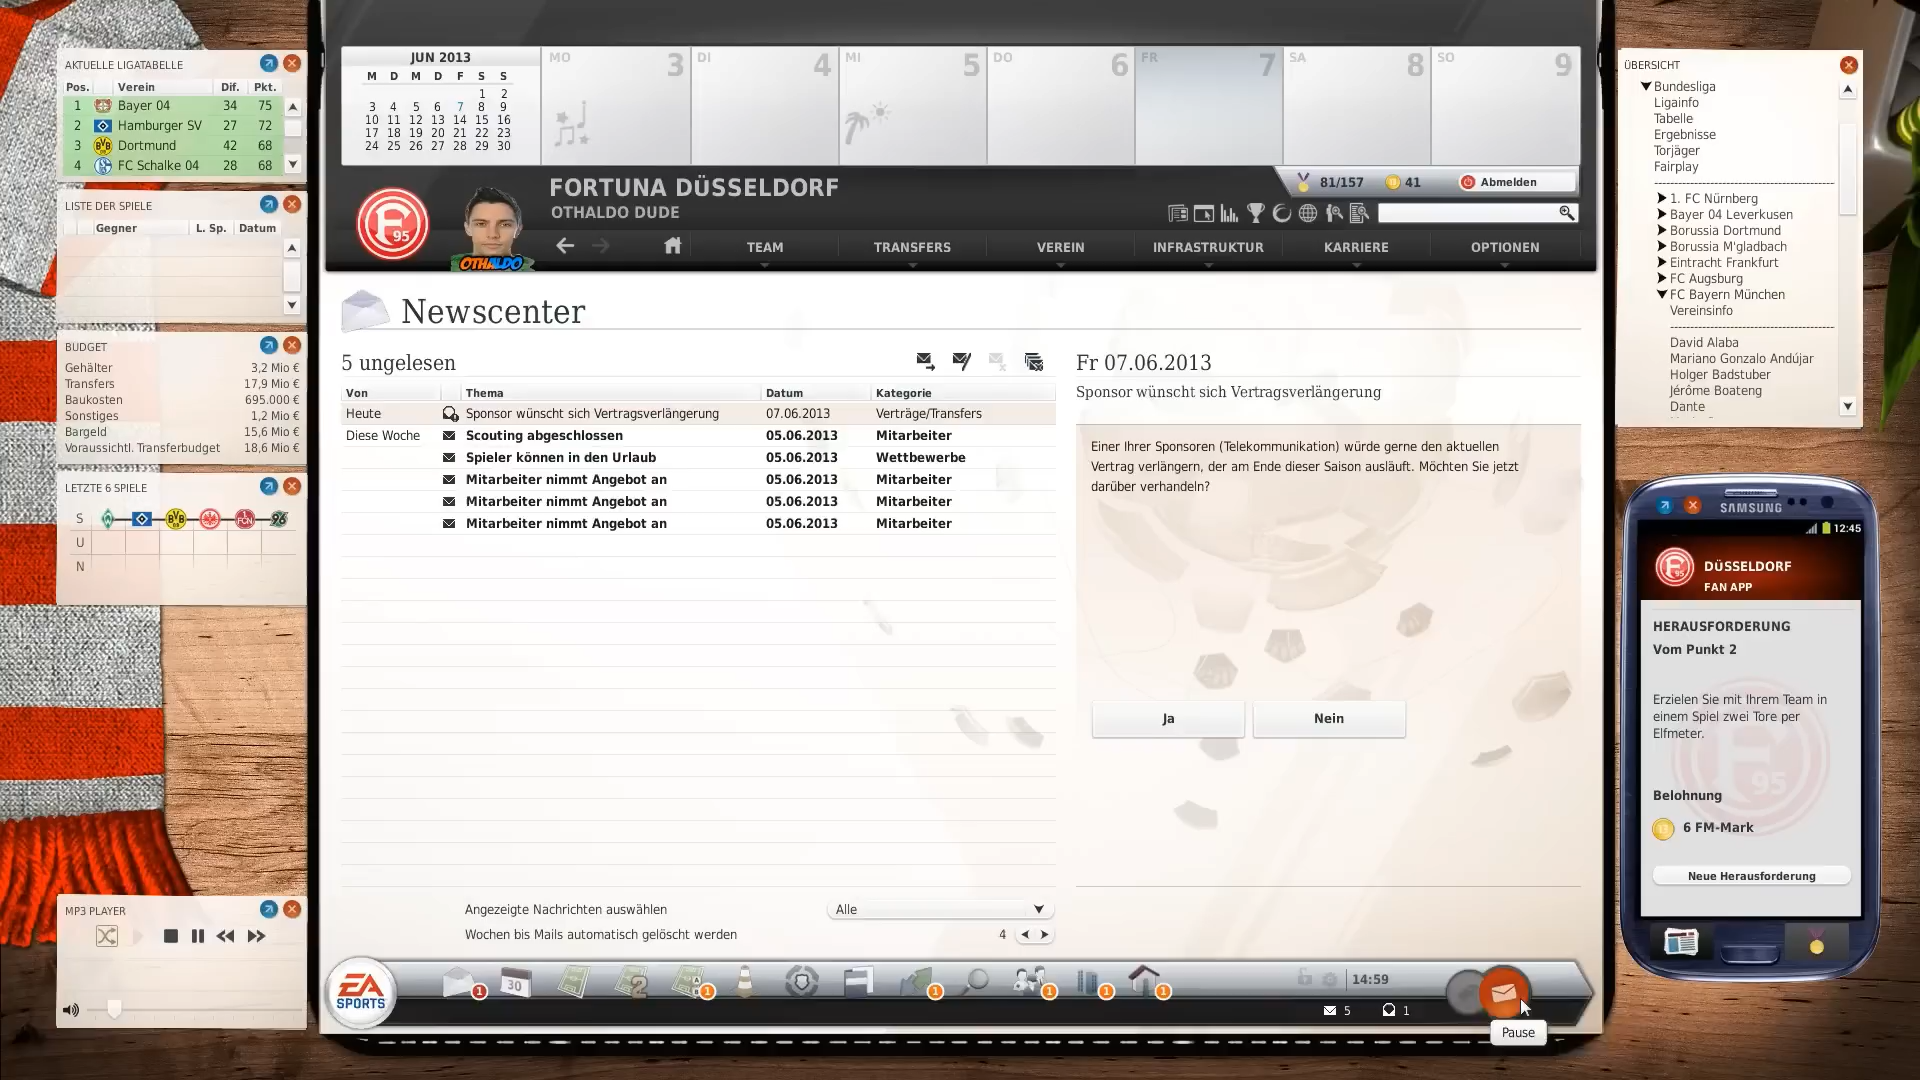 AKTUELLE LIGATABELLE
Pos. Verein Dif. Pkt.
1 Bayer 04 34 75
2 Hamburger SV 27 72
3 Dortmund 42 68
4 FC Schalke 04 28 68
LISTE DER SPIELE
Gegner L. Sp. Datum
BUDGET
Gehälter 3,2 Mio €
Transfers 17,9 Mio €
Baukosten 695.000 €
Sonstiges 1,2 Mio €
Bargeld 15,6 Mio €
Voraussichtl. Transferbudget 18,6 Mio €
LETZTE 6 SPIELE
S
U
N
MP3 PLAYER
JUN 2013
M D M D F S S
1 2
3 4 5 6 7 8 9
10 11 12 13 14 15 16
17 18 19 20 21 22 23
24 25 26 27 28 29 30
MO 3 DI 4 MI 5 DO 6 FR 7 SA 8 SO 9
FORTUNA DÜSSELDORF
OTHALDO DUDE
F 95
OTHALDO
81/157 41 Abmelden
TEAM TRANSFERS VEREIN INFRASTRUKTUR KARRIERE OPTIONEN
Newscenter
5 ungelesen
Von Thema Datum Kategorie
Heute Sponsor wünscht sich Vertragsverlängerung 07.06.2013 Verträge/Transfers
Diese Woche Scouting abgeschlossen 05.06.2013 Mitarbeiter
Spieler können in den Urlaub 05.06.2013 Wettbewerbe
Mitarbeiter nimmt Angebot an 05.06.2013 Mitarbeiter
Mitarbeiter nimmt Angebot an 05.06.2013 Mitarbeiter
Mitarbeiter nimmt Angebot an 05.06.2013 Mitarbeiter
Angezeigte Nachrichten auswählen Alle
Wochen bis Mails automatisch gelöscht werden 4
Fr 07.06.2013
Sponsor wünscht sich Vertragsverlängerung
Einer Ihrer Sponsoren (Telekommunikation) würde gerne den aktuellen
Vertrag verlängern, der am Ende dieser Saison ausläuft. Möchten Sie jetzt
darüber verhandeln?
Ja Nein
EA SPORTS
1 30 2 1 1 1 1 1
14:59
5 1
Pause
ÜBERSICHT
Bundesliga
Ligainfo
Tabelle
Ergebnisse
Torjäger
Fairplay
1. FC Nürnberg
Bayer 04 Leverkusen
Borussia Dortmund
Borussia M'gladbach
Eintracht Frankfurt
FC Augsburg
FC Bayern München
Vereinsinfo
David Alaba
Mariano Gonzalo Andújar
Holger Badstuber
Jérôme Boateng
Dante
SAMSUNG
12:45
DÜSSELDORF
FAN APP
HERAUSFORDERUNG
Vom Punkt 2
Erzielen Sie mit Ihrem Team in
einem Spiel zwei Tore per
Elfmeter.
Belohnung
6 FM-Mark
Neue Herausforderung